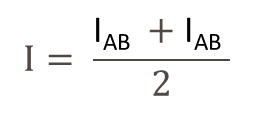 I = (I_AB + I_AB) / 2